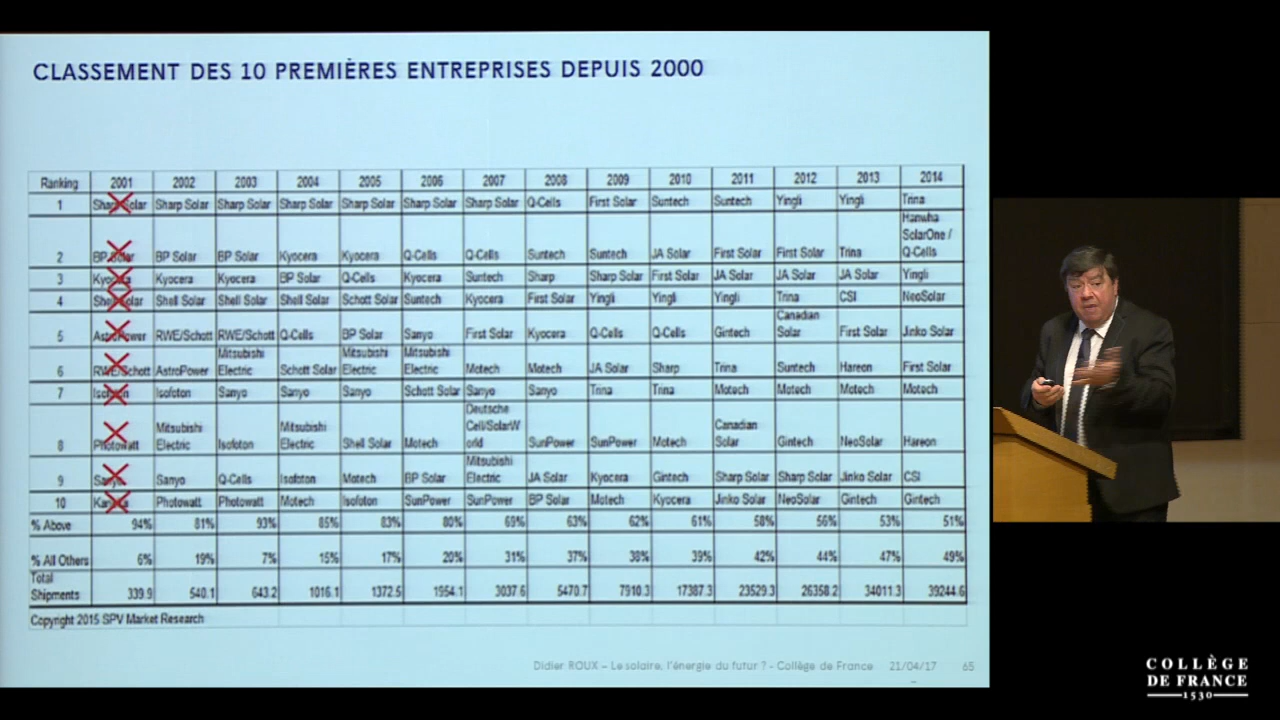 CLASSEMENT DES 10 PREMIÈRES ENTREPRISES DEPUIS 2000
Ranking 2001 2002 2003 2004 2005 2006 2007 2008 2009 2010 2011 2012 2013 2014
1 Sharp Solar Sharp Solar Sharp Solar Sharp Solar Sharp Solar Sharp Solar Sharp Solar Q-Cells First Solar Suntech Suntech Yingli Yingli Trina
2 BP Solar BP Solar BP Solar Kyocera Kyocera Q-Cells Q-Cells Suntech Suntech JA Solar First Solar First Solar Trina Hanwha SolarOne / Q-Cells
3 Kyocera Kyocera Kyocera BP Solar Q-Cells Kyocera Suntech Sharp Sharp Solar First Solar JA Solar JA Solar JA Solar Yingli
4 Shell Solar Shell Solar Shell Solar Shell Solar Schott Solar Suntech Kyocera First Solar Yingli Yingli Yingli Trina CSI NeoSolar
5 AstroPower RWE/Schott RWE/Schott Q-Cells BP Solar Sanyo First Solar Kyocera Q-Cells Q-Cells Gintech Canadian Solar First Solar Jinko Solar
6 RWE/Schott AstroPower Mitsubishi Electric Schott Solar Mitsubishi Electric Mitsubishi Electric Motech Motech JA Solar Sharp Trina Suntech Hareon First Solar
7 Isofoton Isofoton Sanyo Sanyo Sanyo Schott Solar Sanyo Sanyo Trina Trina Motech Motech Motech Motech
8 Photowatt Mitsubishi Electric Isofoton Mitsubishi Electric Shell Solar Motech Deutsche Cell/SolarWorld SunPower SunPower Motech Canadian Solar Gintech NeoSolar Hareon
9 Sanyo Sanyo Q-Cells Isofoton Motech BP Solar Mitsubishi Electric JA Solar Kyocera Gintech Sharp Solar Sharp Solar Jinko Solar CSI
10 Photowatt Photowatt Motech Isofoton SunPower SunPower BP Solar Motech Kyocera Jinko Solar NeoSolar Gintech Gintech
% Above 94% 81% 93% 85% 83% 80% 69% 63% 62% 61% 58% 56% 53% 51%
% All Others 6% 19% 7% 15% 17% 20% 31% 37% 38% 39% 42% 44% 47% 49%
Total Shipments 339.9 540.1 643.2 1016.1 1372.5 1954.1 3037.6 5470.7 7910.3 17387.3 23529.3 26358.2 34011.3 39244.6
Copyright 2015 SPV Market Research
Didier ROUX – Le solaire, l'énergie du futur ? - Collège de France 21/04/17 65
COLLÈGE
DE FRANCE
1530